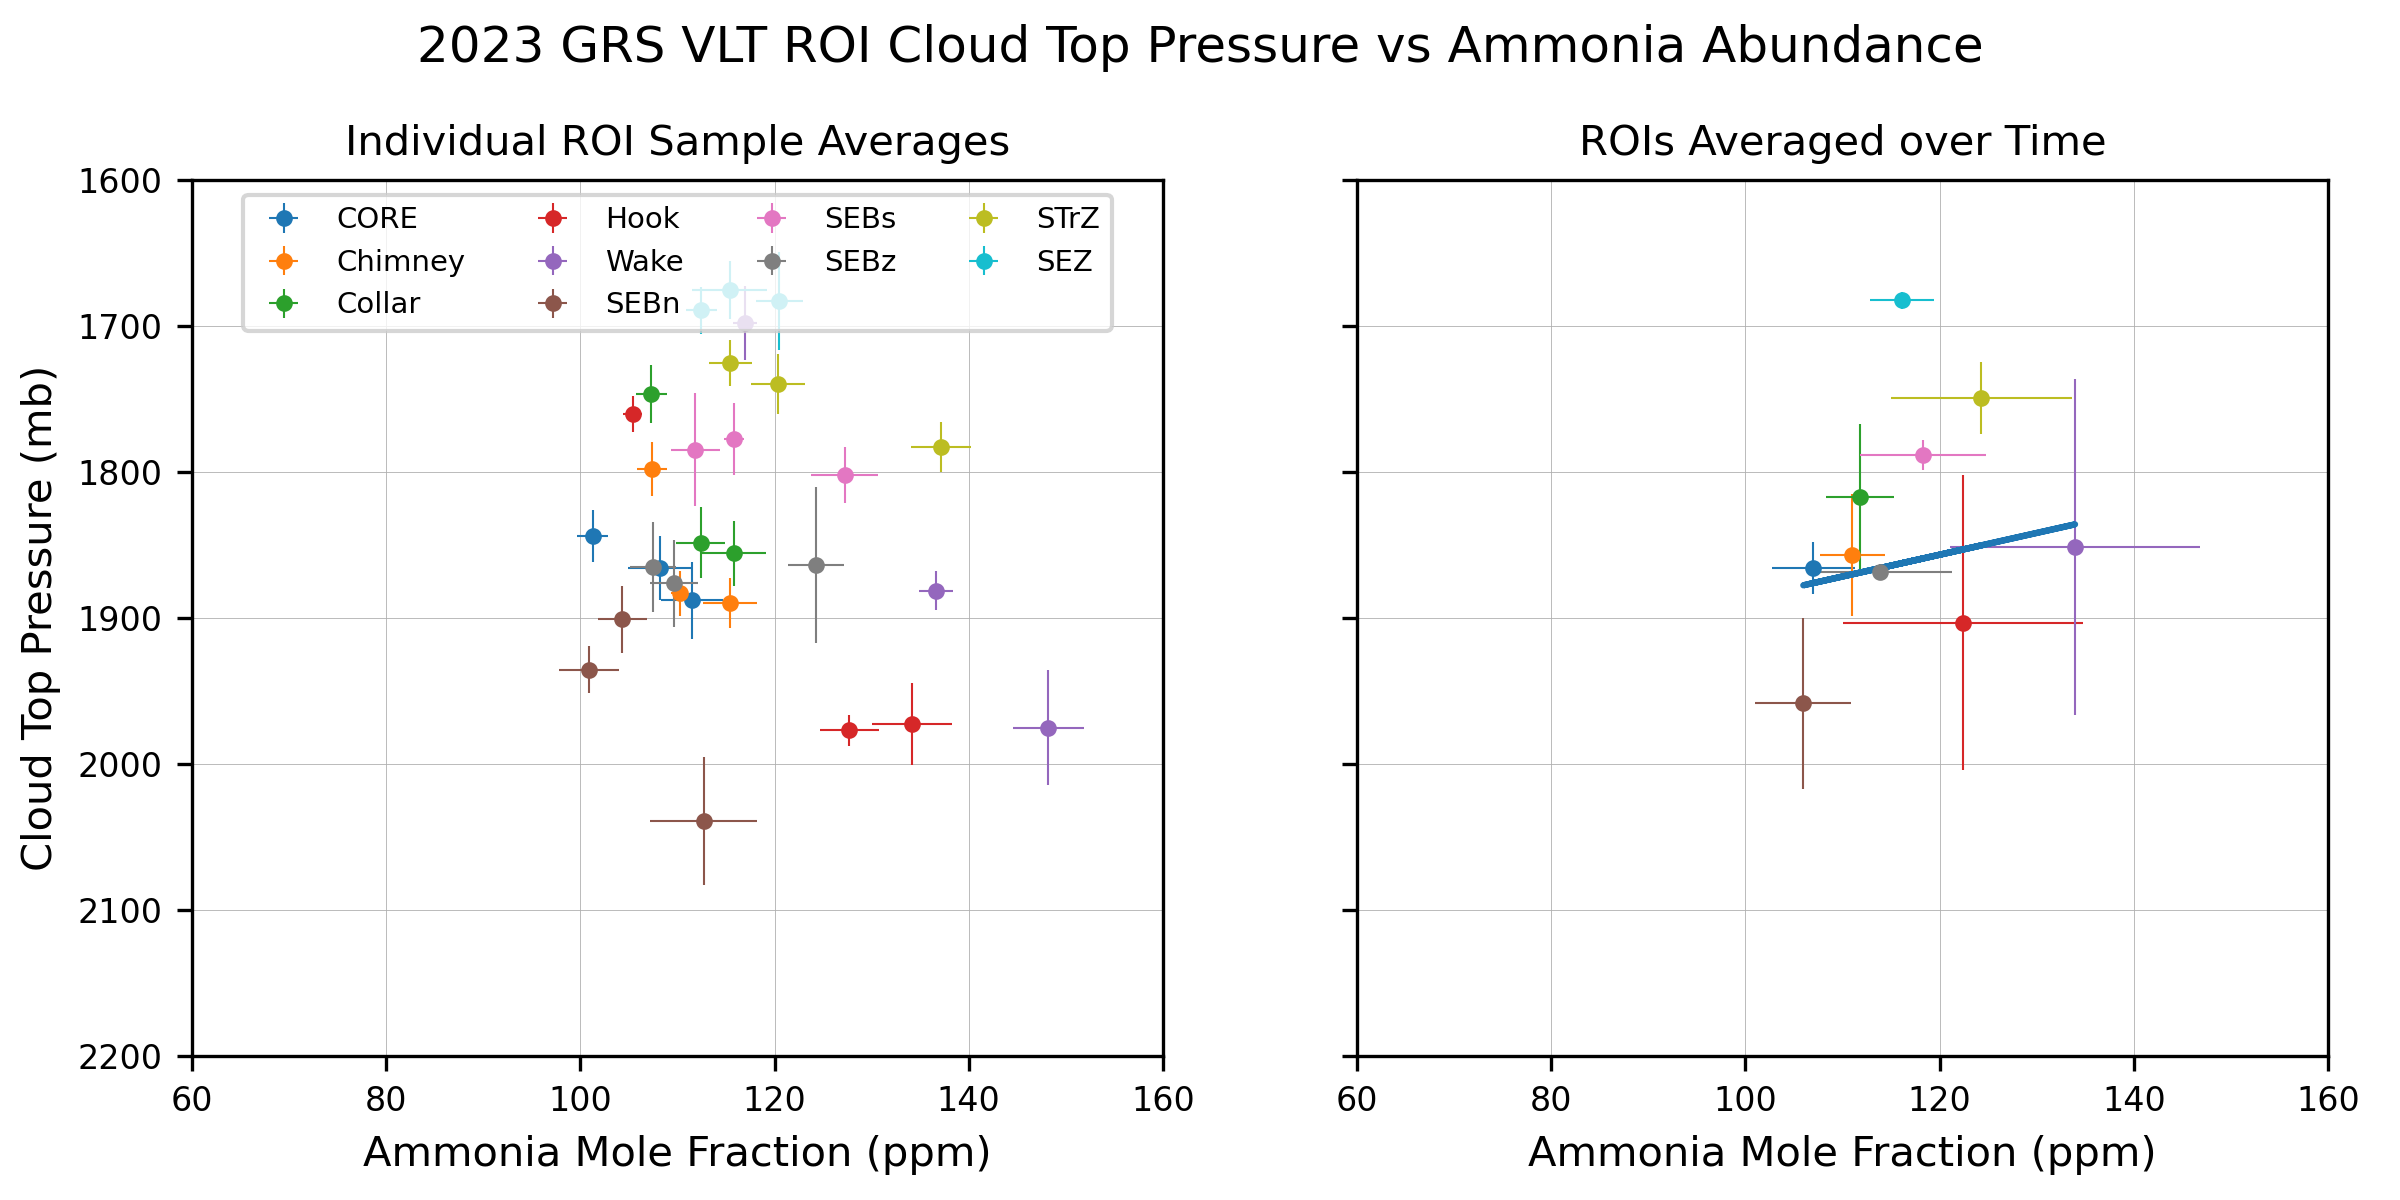 2023 GRS VLT ROI Cloud Top Pressure vs Ammonia Abundance
Individual ROI Sample Averages
ROIs Averaged over Time
CORE
Chimney
Collar
Hook
Wake
SEBn
SEBs
SEBz
STrZ
SEZ
Cloud Top Pressure (mb)
1600
1700
1800
1900
2000
2100
2200
60 80 100 120 140 160
60 80 100 120 140 160
Ammonia Mole Fraction (ppm)
Ammonia Mole Fraction (ppm)